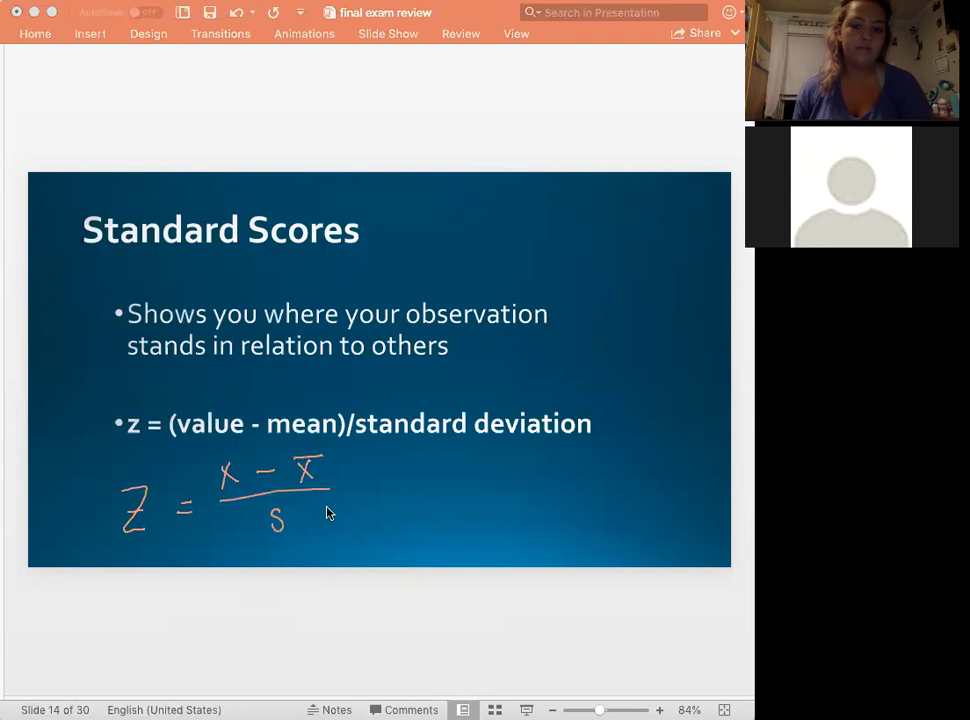 AutoSave OFF final exam review Search in Presentation
Home Insert Design Transitions Animations Slide Show Review View Share
Standard Scores
•Shows you where your observation
stands in relation to others
•z = (value - mean)/standard deviation
x - x̅
Z =
s
Slide 14 of 30 English (United States) Notes Comments 84%